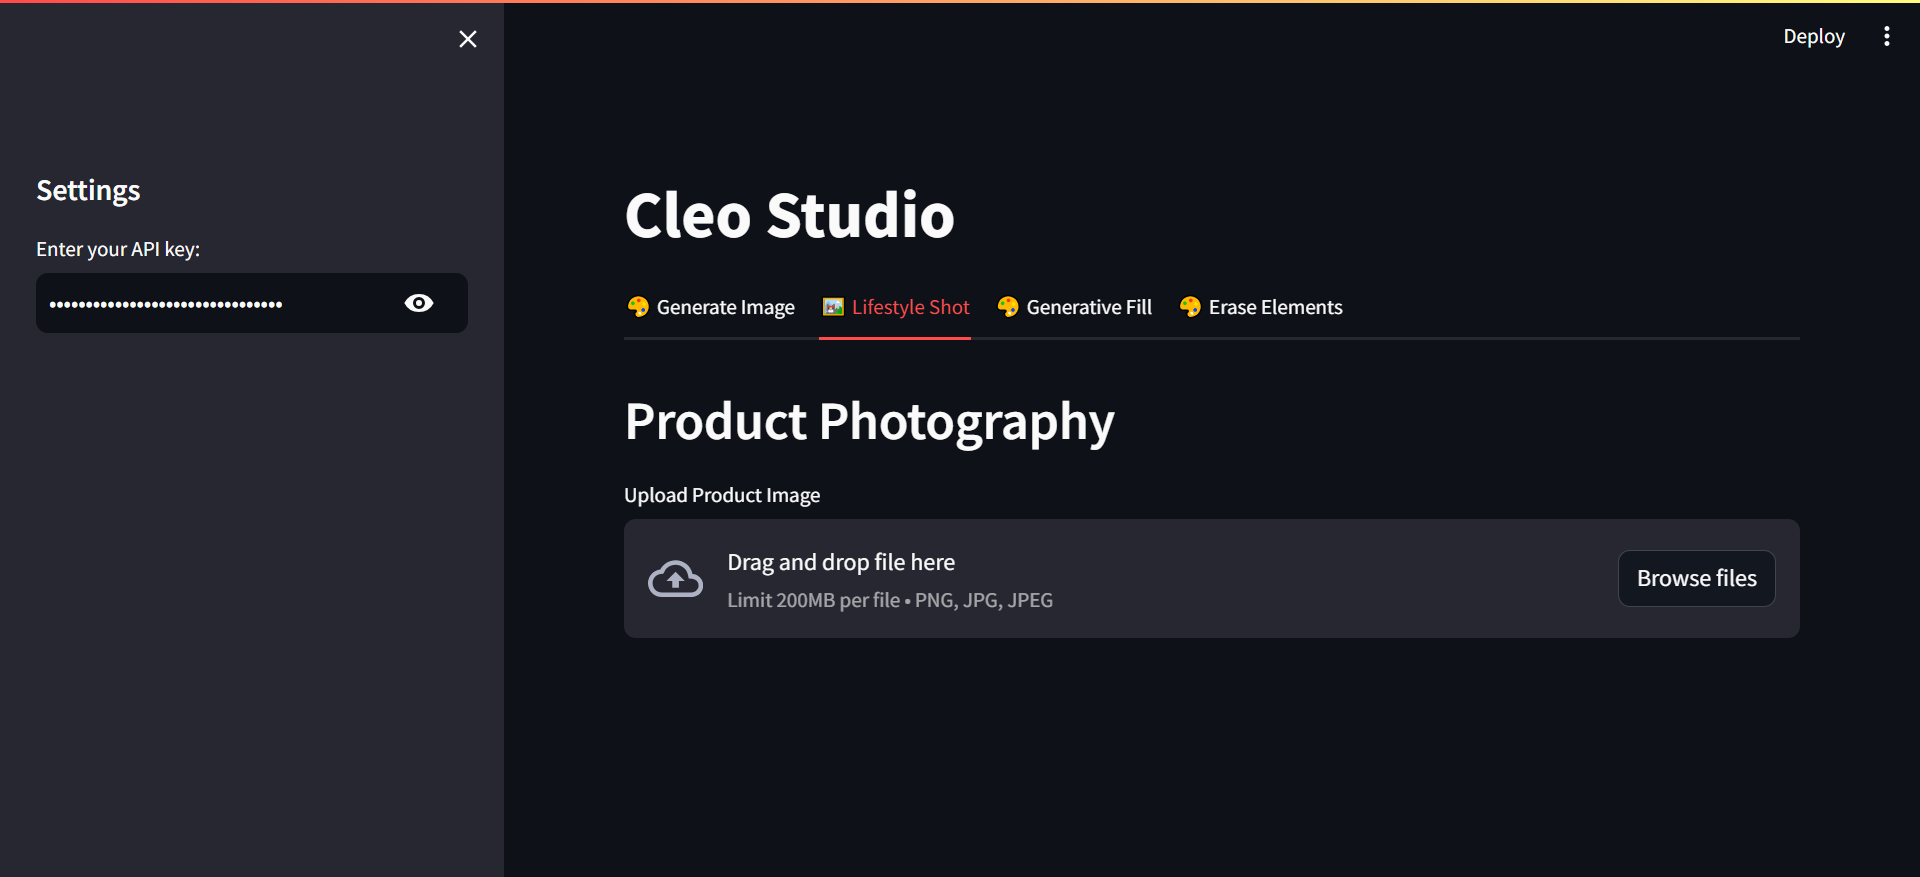 Deploy
Settings
Enter your API key:
••••••••••••••••••••••••••••••••
Cleo Studio
Generate Image
Lifestyle Shot
Generative Fill
Erase Elements
Product Photography
Upload Product Image
Drag and drop file here
Limit 200MB per file • PNG, JPG, JPEG
Browse files